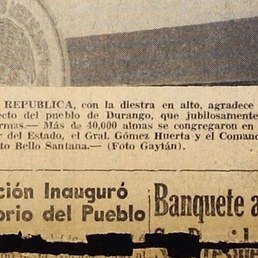 REPUBLICA, con la diestra en alto, agradece
ecto del pueblo de Durango, que jubilosamente
ormas.— Más de 40,000 almas se congregaron en
r del Estado, el Gral. Gómez Huerta y el Comand
to Bello Santana.— (Foto Gaytán).
ción Inauguró
orio del Pueblo
Banquete a